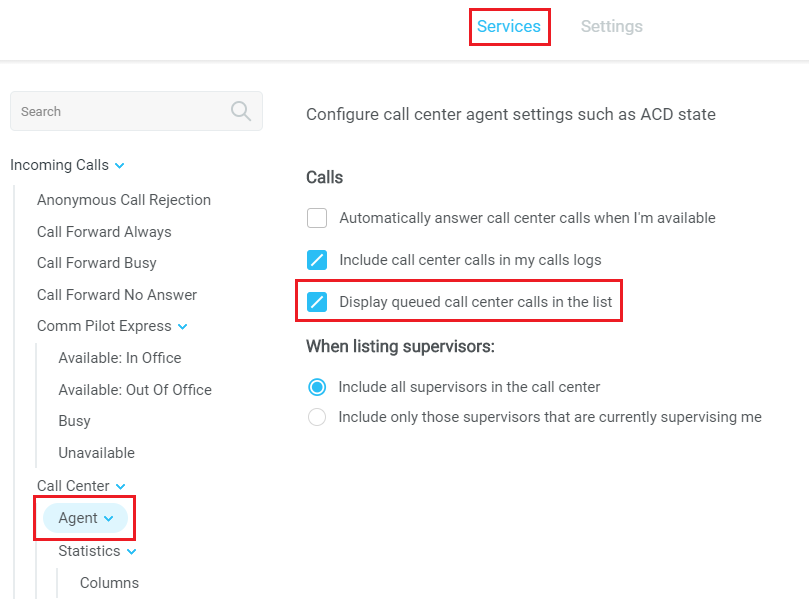 Services
Settings
Search
Incoming Calls
Anonymous Call Rejection
Call Forward Always
Call Forward Busy
Call Forward No Answer
Comm Pilot Express
Available: In Office
Available: Out Of Office
Busy
Unavailable
Call Center
Agent
Statistics
Columns
Configure call center agent settings such as ACD state
Calls
Automatically answer call center calls when I'm available
Include call center calls in my calls logs
Display queued call center calls in the list
When listing supervisors:
Include all supervisors in the call center
Include only those supervisors that are currently supervising me